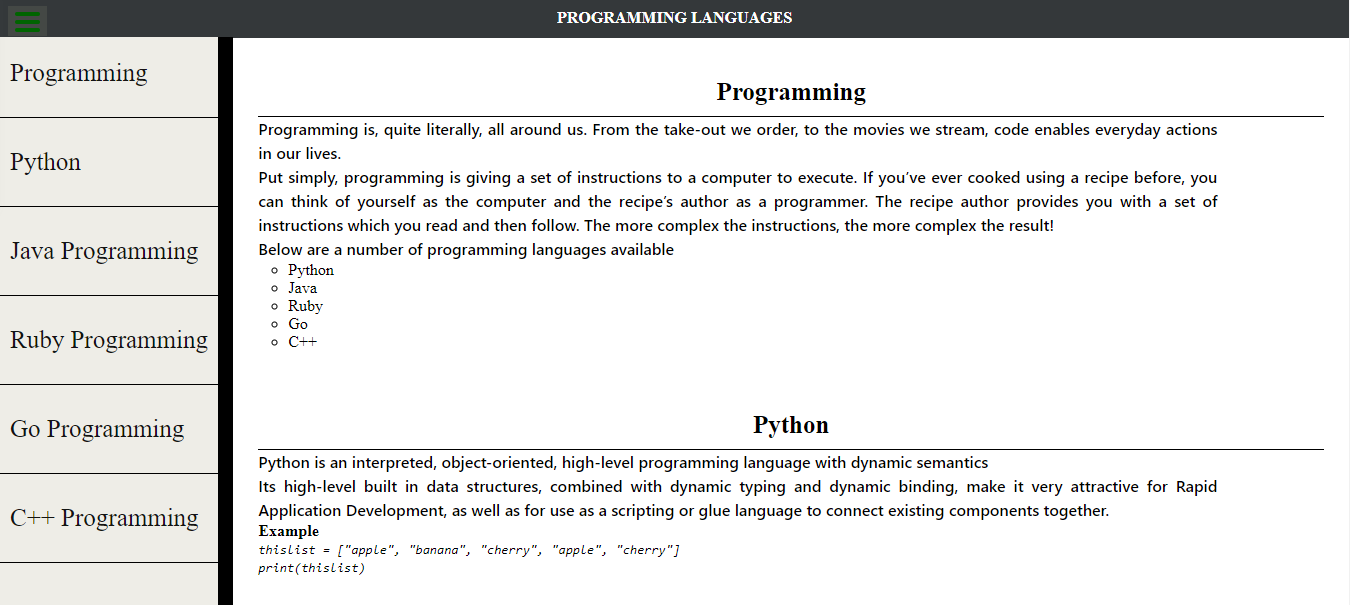 PROGRAMMING LANGUAGES
Programming
Python
Java Programming
Ruby Programming
Go Programming
C++ Programming
Programming
Programming is, quite literally, all around us. From the take-out we order, to the movies we stream, code enables everyday actions
in our lives.
Put simply, programming is giving a set of instructions to a computer to execute. If you’ve ever cooked using a recipe before, you
can think of yourself as the computer and the recipe’s author as a programmer. The recipe author provides you with a set of
instructions which you read and then follow. The more complex the instructions, the more complex the result!
Below are a number of programming languages available
Python
Java
Ruby
Go
C++
Python
Python is an interpreted, object-oriented, high-level programming language with dynamic semantics
Its high-level built in data structures, combined with dynamic typing and dynamic binding, make it very attractive for Rapid
Application Development, as well as for use as a scripting or glue language to connect existing components together.
Example
thislist = ["apple", "banana", "cherry", "apple", "cherry"]
print(thislist)